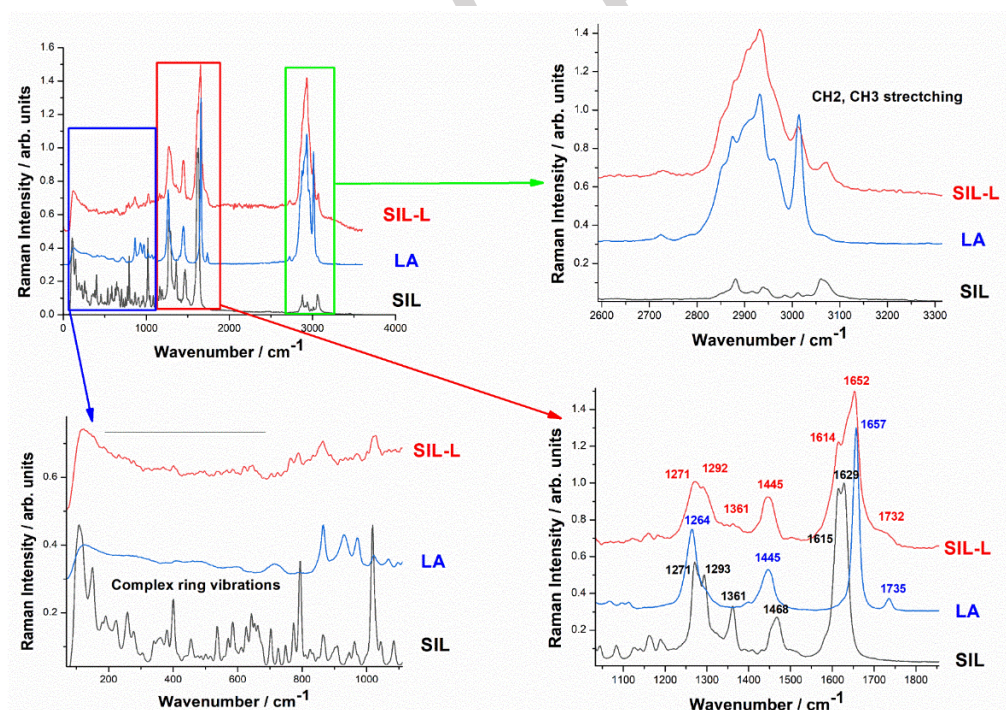 1.6
1.4
1.2
1.0
0.8
0.6
0.4
0.2
0.0
Raman Intensity / arb. units
SIL-L
LA
SIL
0 1000 2000 3000 4000
Wavenumber / cm-1
1.4
1.2
1.0
0.8
0.6
0.4
0.2
Raman Intensity / arb. units
CH2, CH3 strectching
SIL-L
LA
SIL
2600 2700 2800 2900 3000 3100 3200 3300
Wavenumber / cm-1
0.6
0.4
0.2
Raman Intensity / arb. units
SIL-L
LA
Complex ring vibrations
SIL
200 400 600 800 1000
Wavenumber / cm-1
1.4
1.2
1.0
0.8
0.6
0.4
0.2
Raman Intensity / arb. units
1652
1657
1614
1629
1271 1292
1445
1361
1732
1264
SIL-L
1615
1445
1271 1293
1735
LA
1361
1468
SIL
1100 1200 1300 1400 1500 1600 1700 1800
Wavenumber / cm-1